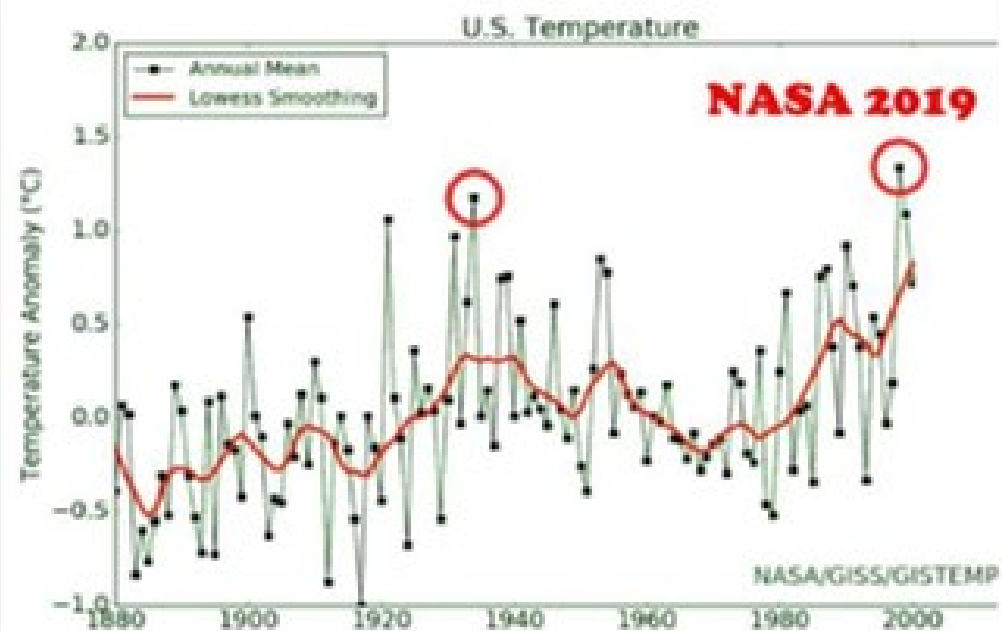 U.S. Temperature
2.0
Annual Mean
Lowess Smoothing
NASA 2019
1.5
Temperature Anomaly (°C)
1.0
0.5
0.0
−0.5
NASA/GISS/GISTEMP
−1.0
1880 1900 1920 1940 1960 1980 2000